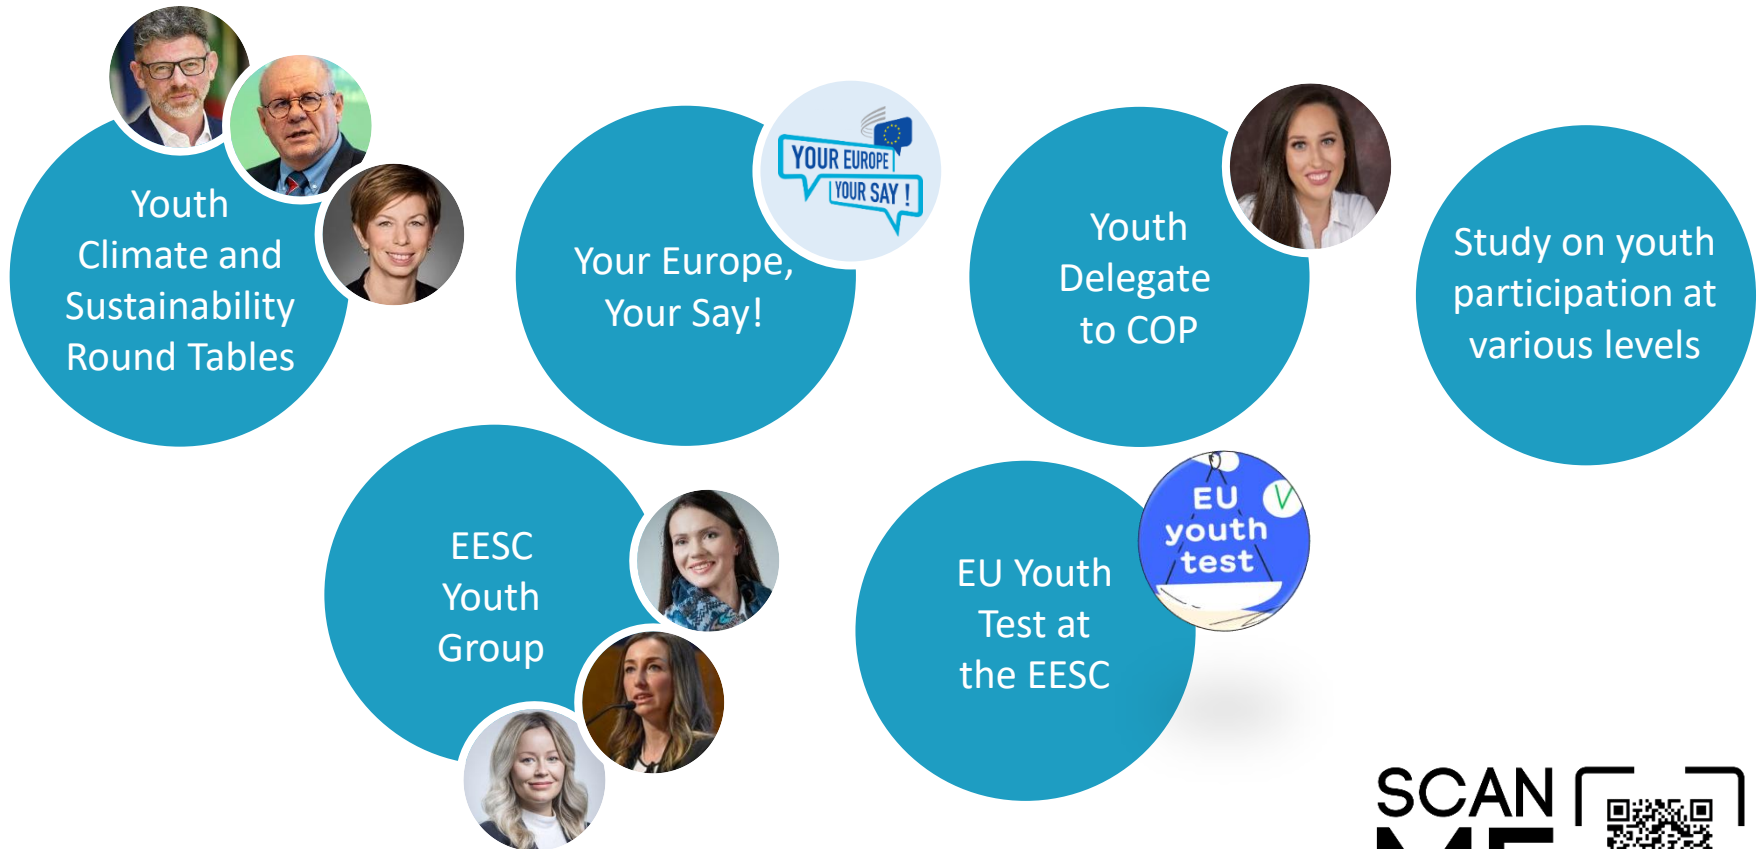 Youth
Climate and
Sustainability
Round Tables
Your Europe,
Your Say!
YOUR EUROPE
YOUR SAY !
Youth
Delegate
to COP
Study on youth
participation at
various levels
EESC
Youth
Group
EU Youth
Test at
the EESC
EU
youth
test
SCAN
ME